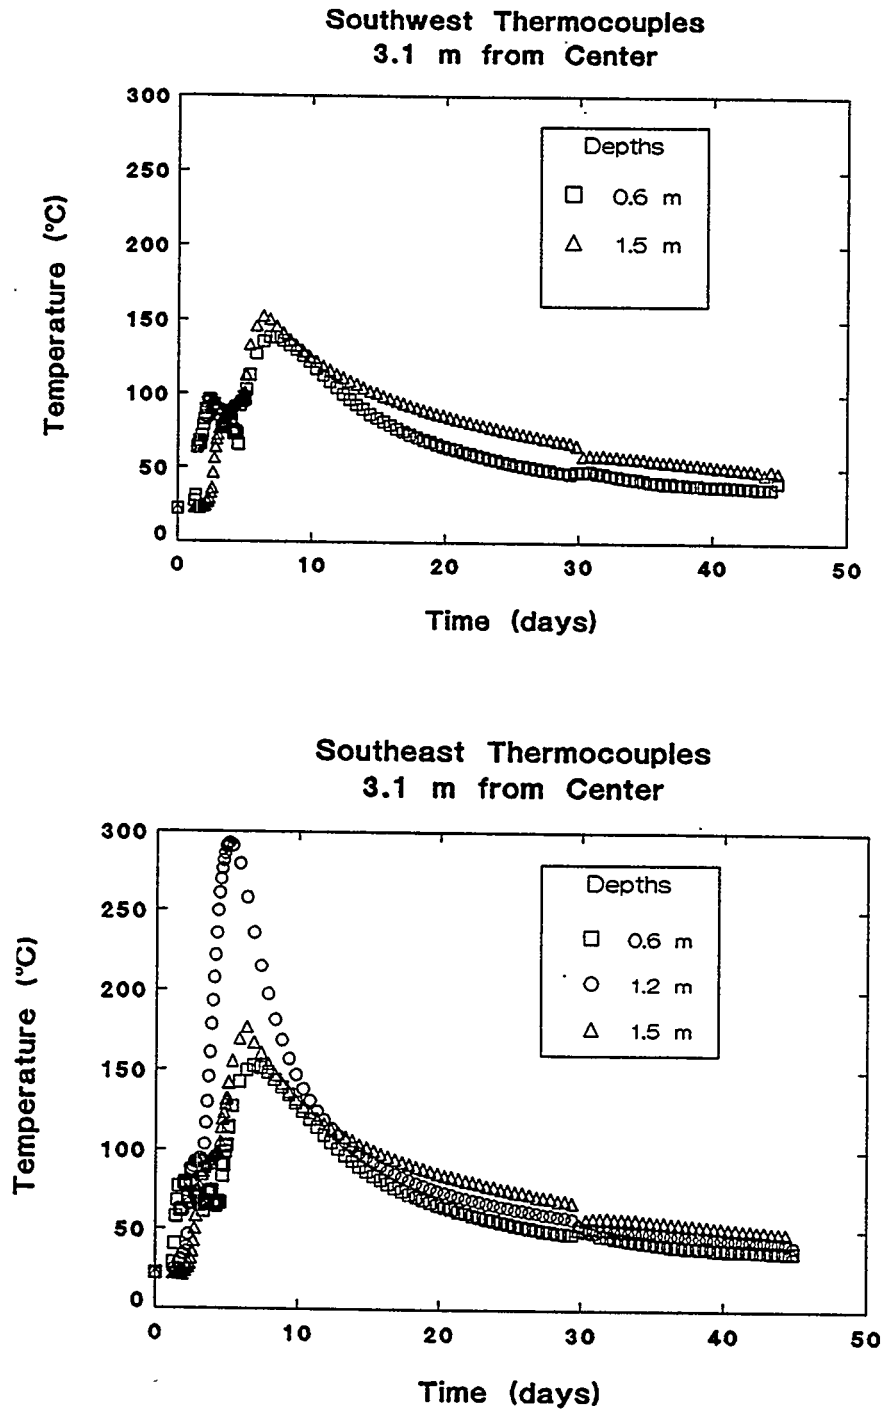 Southwest Thermocouples
3.1 m from Center
300
250
200
150
100
50
0
Temperature (°C)
Depths
0.6 m
1.5 m
0 10 20 30 40 50
Time (days)
Southeast Thermocouples
3.1 m from Center
300
250
200
150
100
50
0
Temperature (°C)
Depths
0.6 m
1.2 m
1.5 m
0 10 20 30 40 50
Time (days)